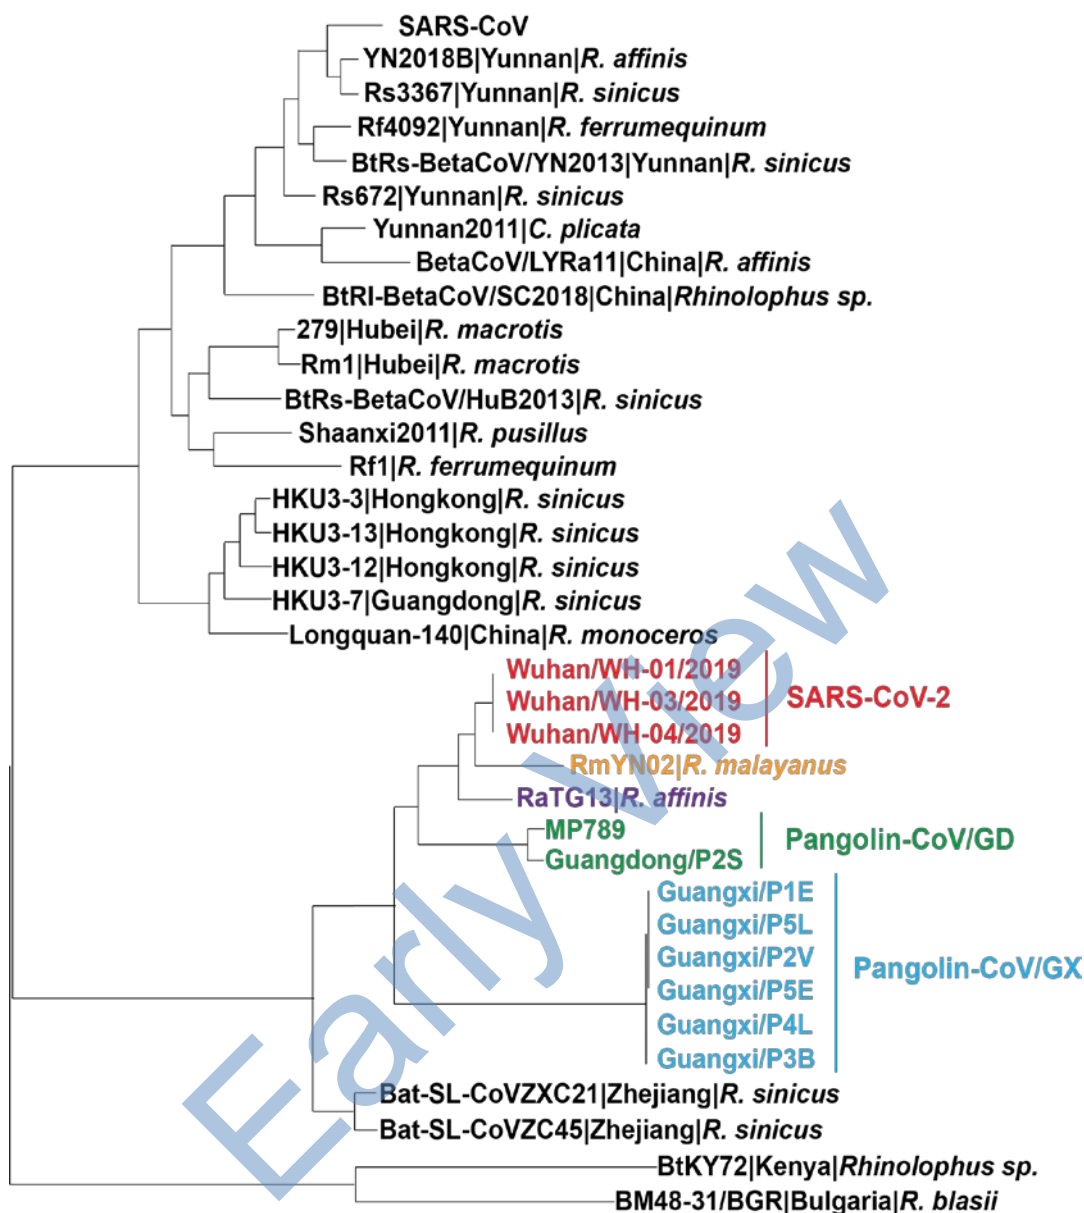 SARS-CoV
YN2018B|Yunnan|R. affinis
Rs3367|Yunnan|R. sinicus
Rf4092|Yunnan|R. ferrumequinum
BtRs-BetaCoV/YN2013|Yunnan|R. sinicus
Rs672|Yunnan|R. sinicus
Yunnan2011|C. plicata
BetaCoV/LYRa11|China|R. affinis
BtRl-BetaCoV/SC2018|China|Rhinolophus sp.
279|Hubei|R. macrotis
Rm1|Hubei|R. macrotis
BtRs-BetaCoV/HuB2013|R. sinicus
Shaanxi2011|R. pusillus
Rf1|R. ferrumequinum
HKU3-3|Hongkong|R. sinicus
HKU3-13|Hongkong|R. sinicus
HKU3-12|Hongkong|R. sinicus
HKU3-7|Guangdong|R. sinicus
Longquan-140|China|R. monoceros
Wuhan/WH-01/2019
Wuhan/WH-03/2019
Wuhan/WH-04/2019
SARS-CoV-2
RmYN02|R. malayanus
RaTG13|R. affinis
MP789
Guangdong/P2S
Pangolin-CoV/GD
Guangxi/P1E
Guangxi/P5L
Guangxi/P2V
Guangxi/P5E
Guangxi/P4L
Guangxi/P3B
Pangolin-CoV/GX
Bat-SL-CoVZXC21|Zhejiang|R. sinicus
Bat-SL-CoVZC45|Zhejiang|R. sinicus
BtKY72|Kenya|Rhinolophus sp.
BM48-31/BGR|Bulgaria|R. blasii
Early View